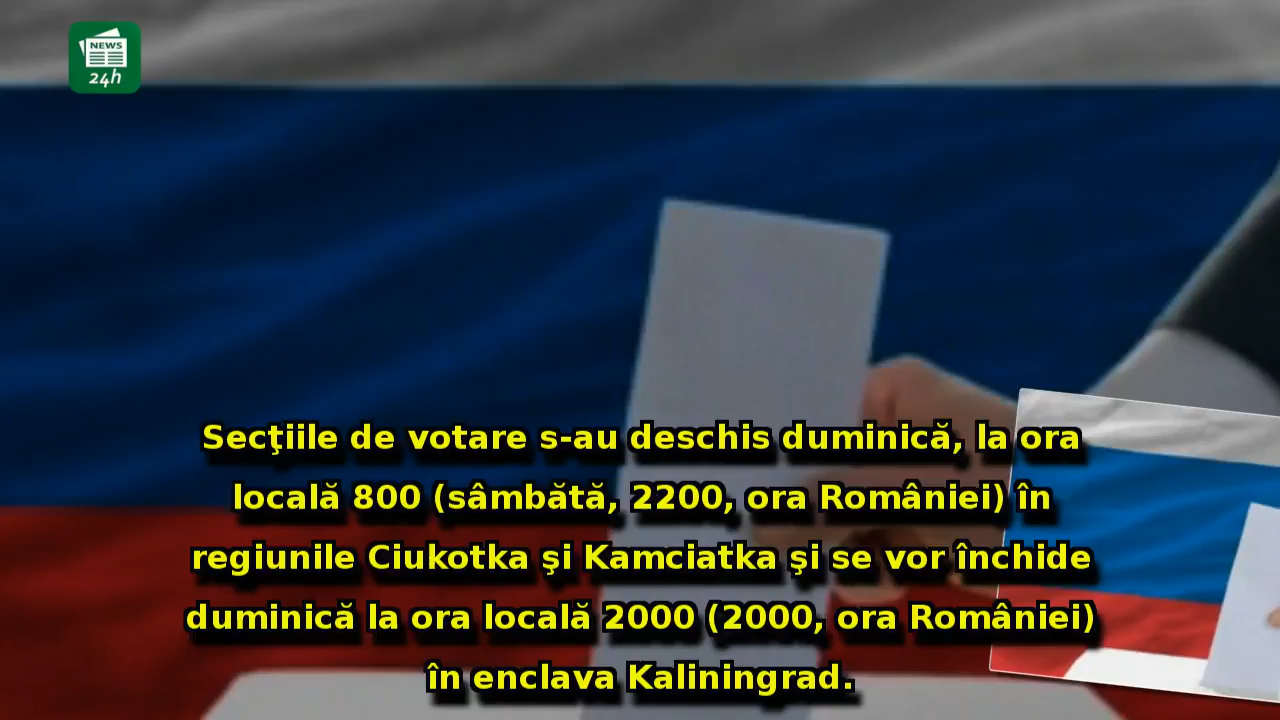 NEWS
24h
Secţiile de votare s-au deschis duminică, la ora
locală 800 (sâmbătă, 2200, ora României) în
regiunile Ciukotka şi Kamciatka şi se vor închide
duminică la ora locală 2000 (2000, ora României)
în enclava Kaliningrad.